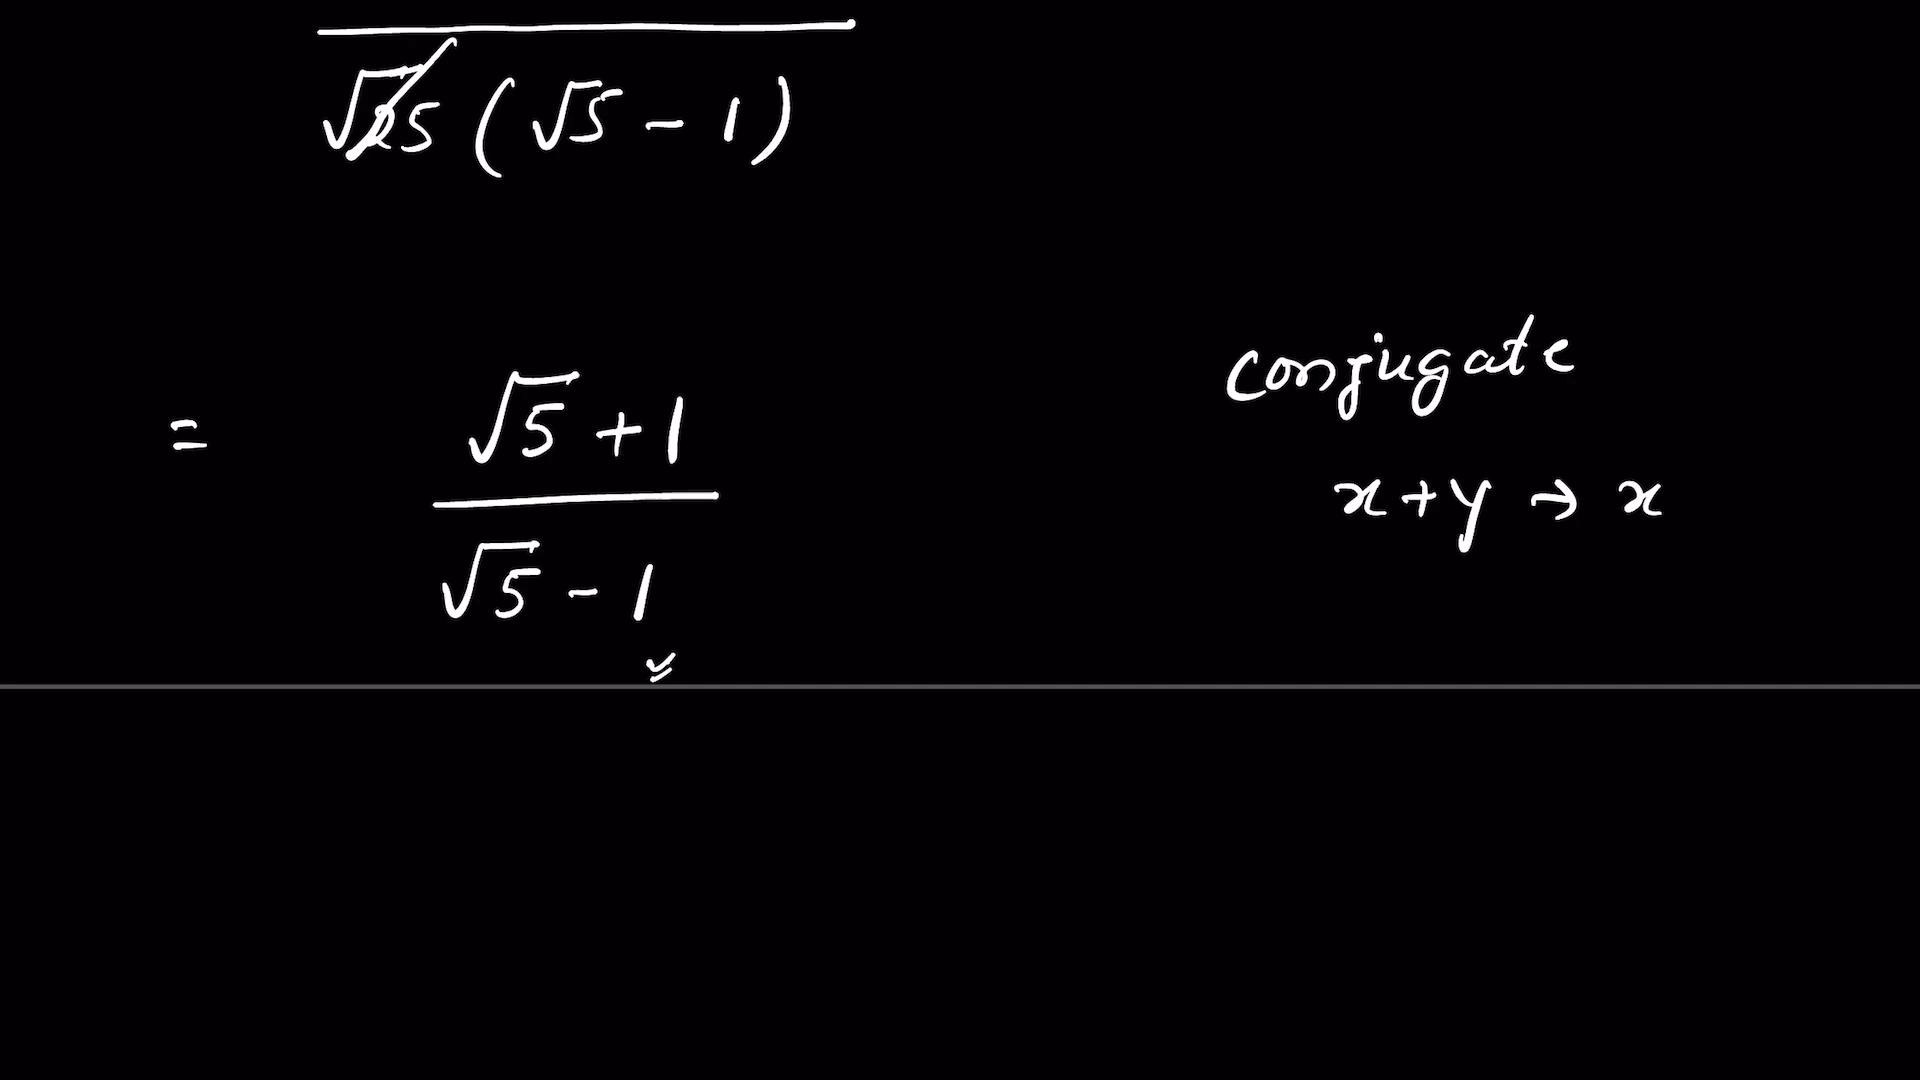 √25 (√5 - 1)
= √5 + 1
√5 - 1
conjugate
x + y → x